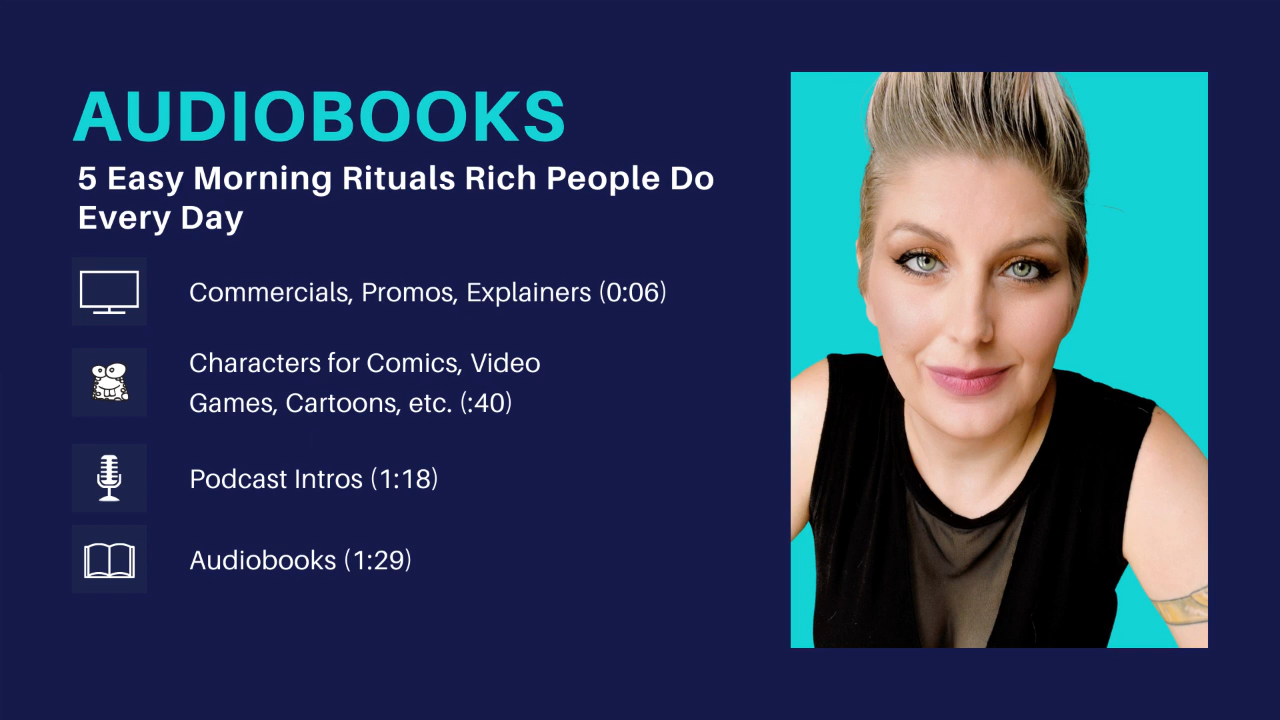 AUDIOBOOKS
5 Easy Morning Rituals Rich People Do
Every Day
Commercials, Promos, Explainers (0:06)
Characters for Comics, Video
Games, Cartoons, etc. (:40)
Podcast Intros (1:18)
Audiobooks (1:29)